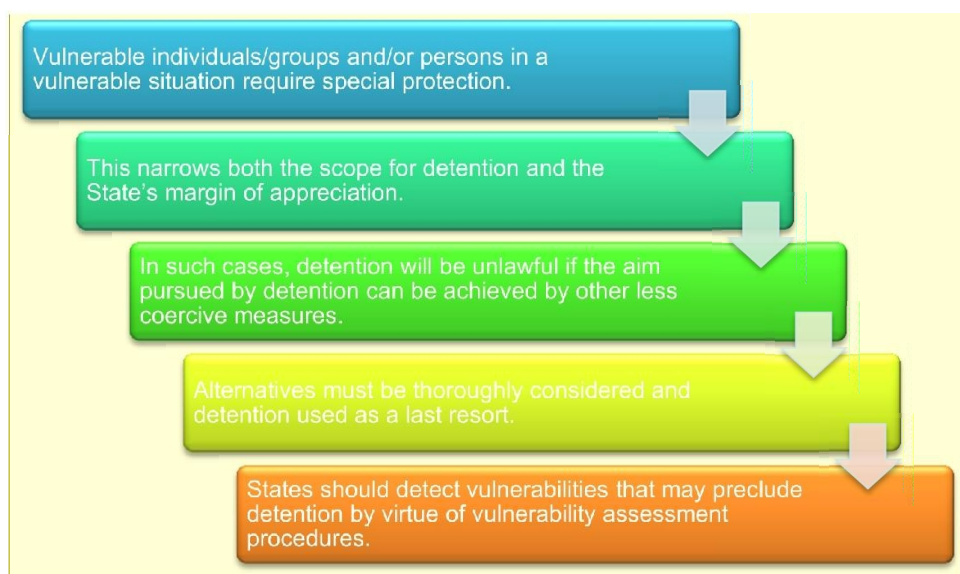 Vulnerable individuals/groups and/or persons in a
vulnerable situation require special protection.
This narrows both the scope for detention and the
State's margin of appreciation.
In such cases, detention will be unlawful if the aim
pursued by detention can be achieved by other less
coercive measures.
Alternatives must be thoroughly considered and
detention used as a last resort.
States should detect vulnerabilities that may preclude
detention by virtue of vulnerability assessment
procedures.